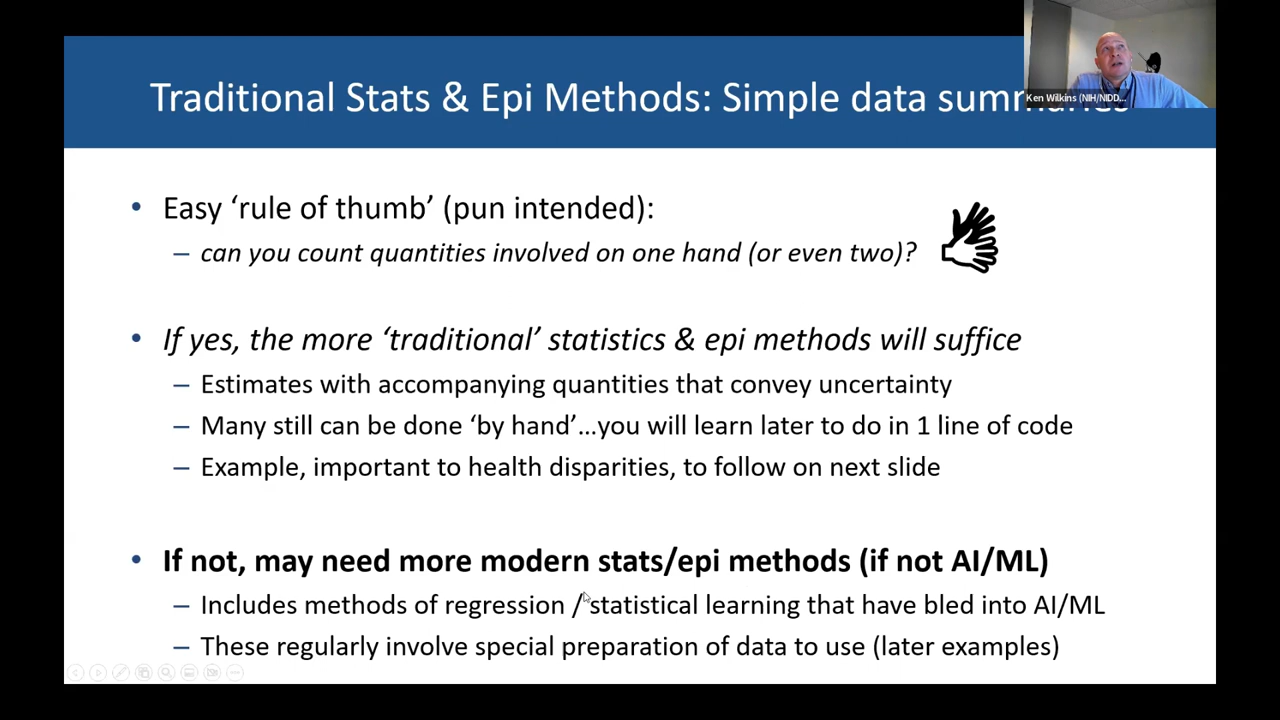 Traditional Stats & Epi Methods: Simple data summaries
Ken Wilkins (NIH/NIDD...
• Easy ‘rule of thumb’ (pun intended):
– can you count quantities involved on one hand (or even two)?
• If yes, the more ‘traditional’ statistics & epi methods will suffice
– Estimates with accompanying quantities that convey uncertainty
– Many still can be done ‘by hand’...you will learn later to do in 1 line of code
– Example, important to health disparities, to follow on next slide
• If not, may need more modern stats/epi methods (if not AI/ML)
– Includes methods of regression / statistical learning that have bled into AI/ML
– These regularly involve special preparation of data to use (later examples)